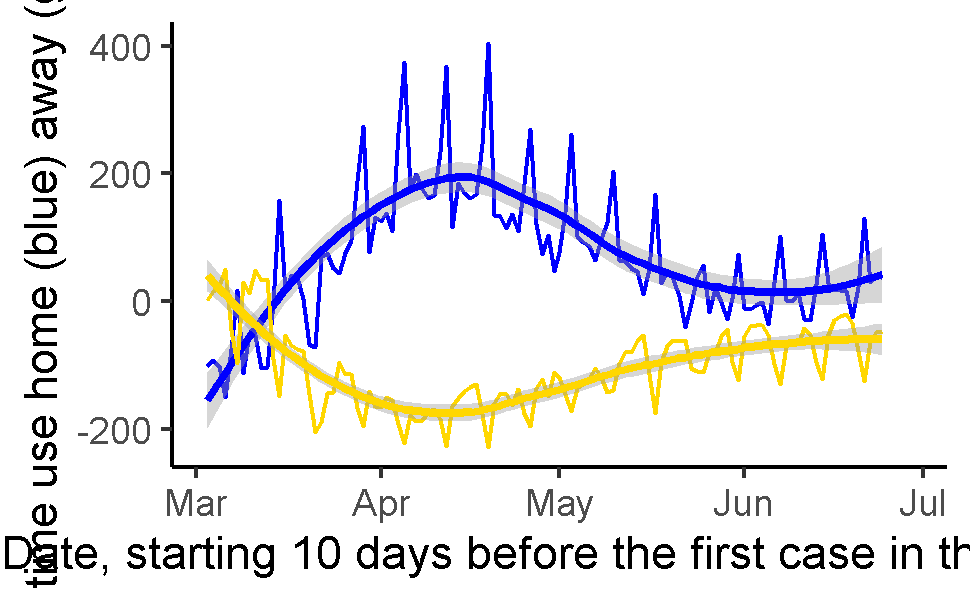 time use home (blue) away (
400
200
0
-200
Mar Apr May Jun Jul
Date, starting 10 days before the first case in th